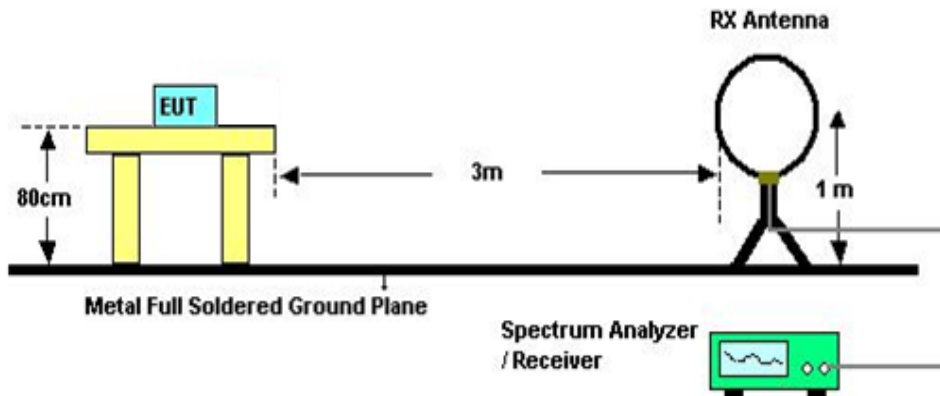 RX Antenna
EUT
3m
80cm
1 m
Metal Full Soldered Ground Plane
Spectrum Analyzer
/ Receiver